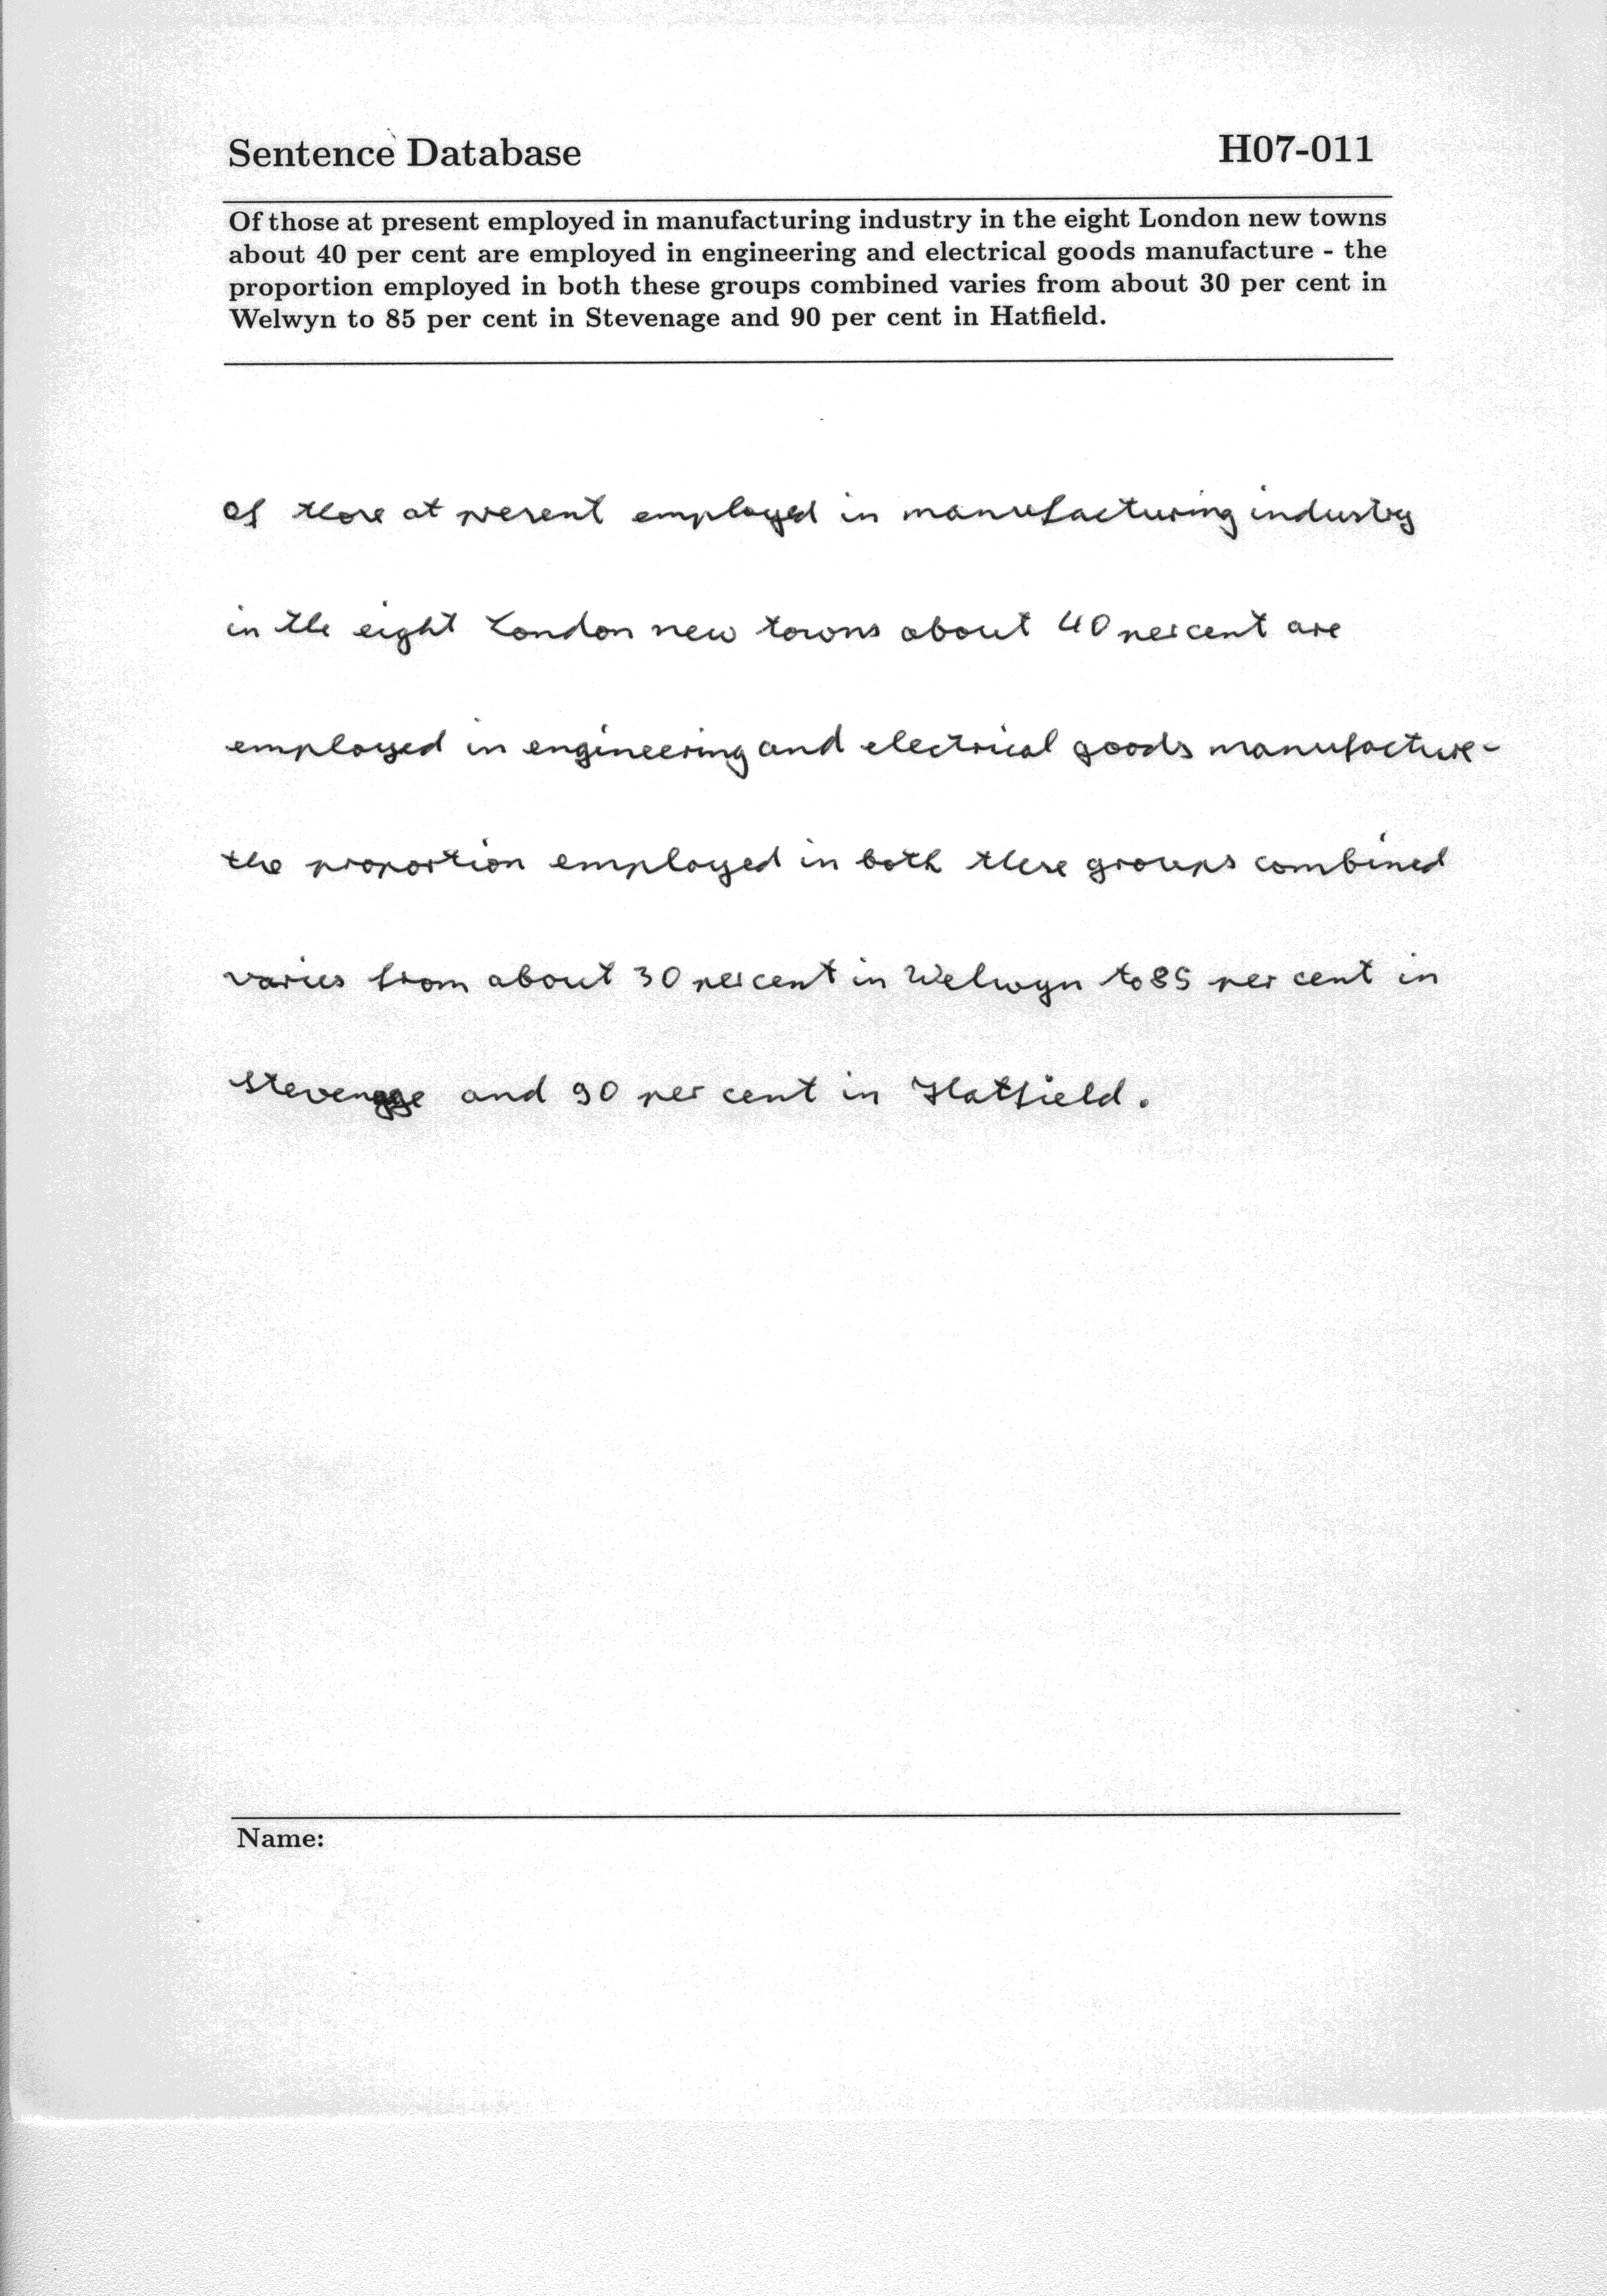 Sentence Database H07-011
Of those at present employed in manufacturing industry in the eight London new towns
about 40 per cent are employed in engineering and electrical goods manufacture - the
proportion employed in both these groups combined varies from about 30 per cent in
Welwyn to 85 per cent in Stevenage and 90 per cent in Hatfield.
Of those at present employed in manufacturing industry
in the eight London new towns about 40 per cent are
employed in engineering and electrical goods manufacture -
the proportion employed in both these groups combined
varies from about 30 per cent in Welwyn to 85 per cent in
Stevenage and 90 per cent in Hatfield.
Name: